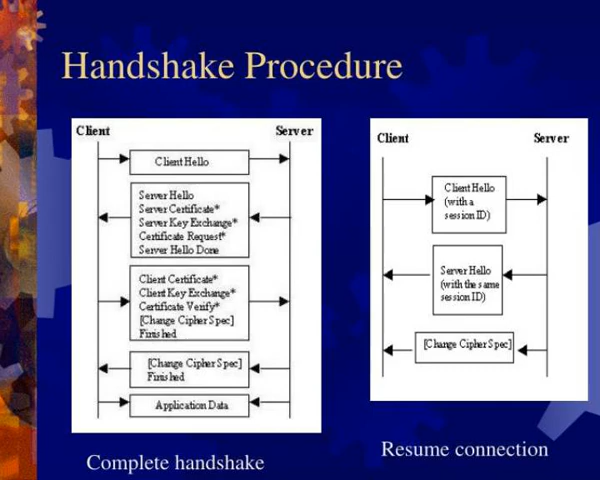 Handshake Procedure
Client Server
Client Hello
Server Hello
Server Certificate*
Server Key Exchange*
Certificate Request*
Server Hello Done
Client Certificate*
Client Key Exchange*
Certificate Verify*
[Change Cipher Spec]
Finished
[Change Cipher Spec]
Finished
Application Data
Complete handshake
Client Server
Client Hello
(with a
session ID)
Server Hello
(with the same
session ID)
[Change Cipher Spec]
Resume connection